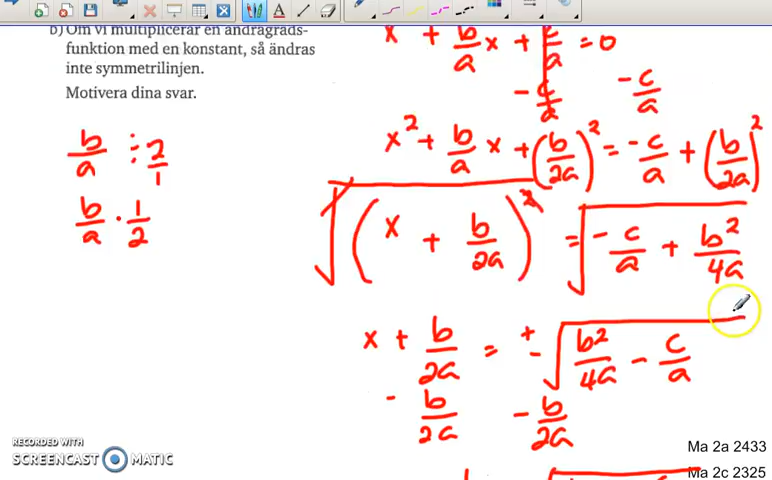 b) Om vi multiplicerar en andragrads-
funktion med en konstant, så ändras
inte symmetrilinjen.
Motivera dina svar.
b/a ÷ 2/1
b/a · 1/2
x + b/a x + c/a = 0
- c/a   - c/a
x² + b/a x + (b/2a)² = - c/a + (b/2a)²
√(x + b/2a)² = √(- c/a + b²/4a)
x + b/2a = ± √(b²/4a - c/a)
- b/2a   - b/2a
RECORDED WITH
SCREENCAST MATIC
Ma 2a 2433
Ma 2c 2325